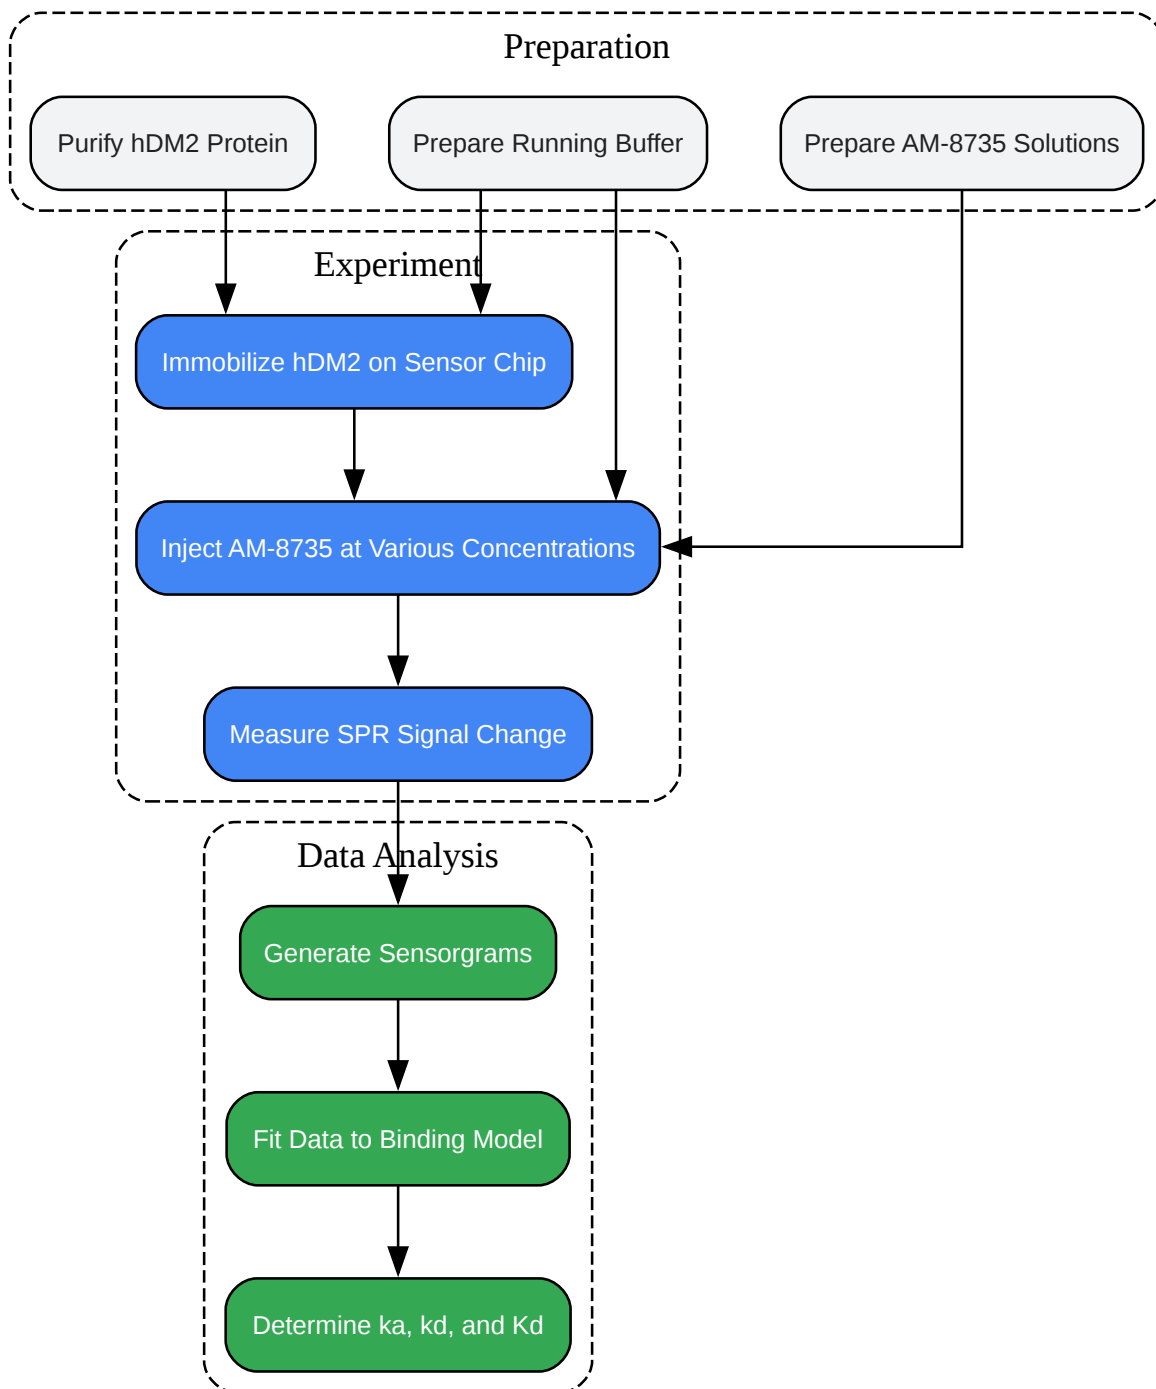 Preparation
Purify hDM2 Protein
Prepare Running Buffer
Prepare AM-8735 Solutions
Experiment
Immobilize hDM2 on Sensor Chip
Inject AM-8735 at Various Concentrations
Measure SPR Signal Change
Data Analysis
Generate Sensorgrams
Fit Data to Binding Model
Determine ka, kd, and Kd